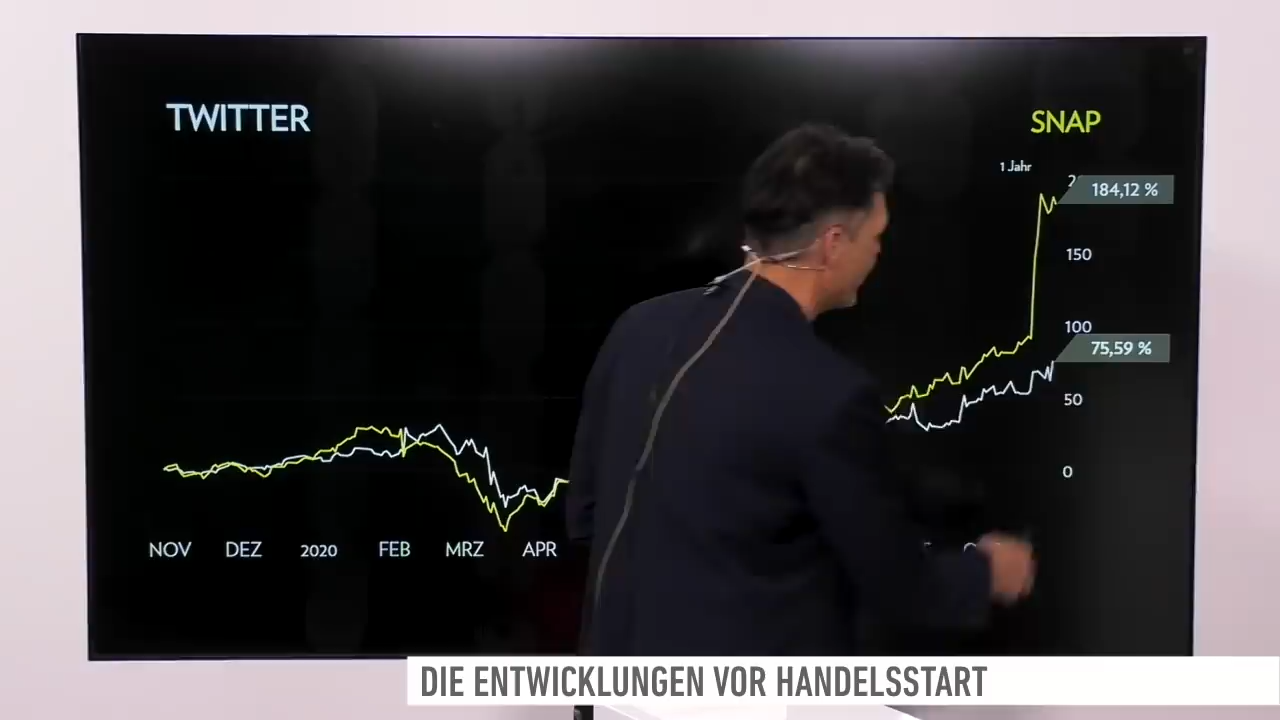 TWITTER
SNAP
1 Jahr
184,12 %
150
100
75,59 %
50
0
NOV DEZ 2020 FEB MRZ APR
DIE ENTWICKLUNGEN VOR HANDELSSTART